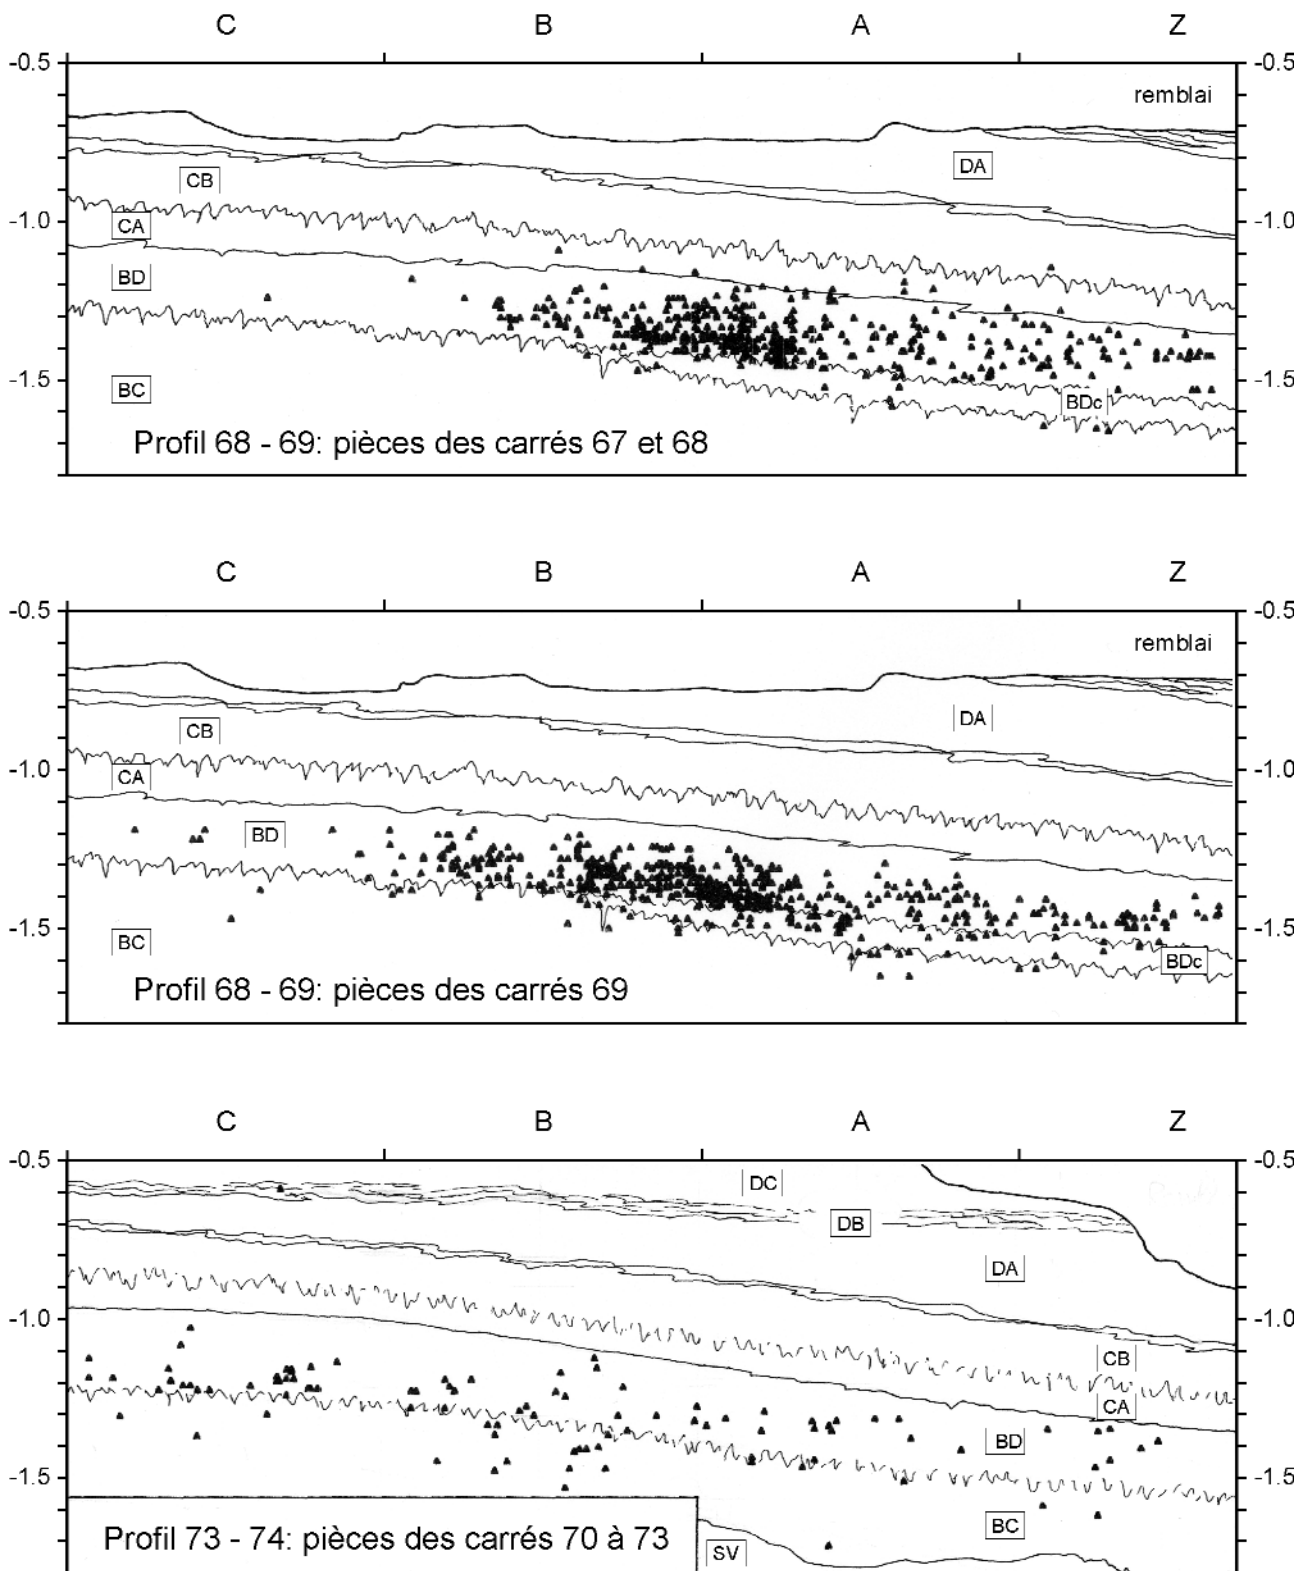 C B A Z
-0.5 -0.5
remblai
CB DA
CA
-1.0 -1.0
BD
BC
-1.5 -1.5
BDc
Profil 68 - 69: pièces des carrés 67 et 68
C B A Z
-0.5 -0.5
remblai
CB DA
CA
-1.0 -1.0
BD
BC
-1.5 -1.5
BDc
Profil 68 - 69: pièces des carrés 69
C B A Z
-0.5 -0.5
DC
DB
DA
-1.0 -1.0
CB
CA
BD
-1.5 -1.5
BC
Profil 73 - 74: pièces des carrés 70 à 73
SV